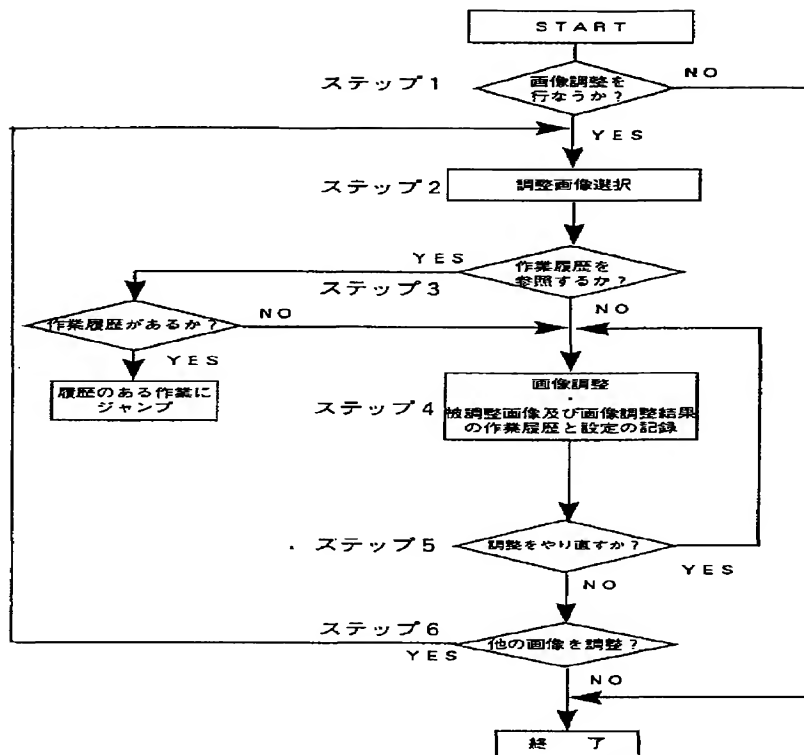 START
ステップ1
画像調整を
行なうか?
NO
YES
ステップ2
調整画像選択
YES
作業履歴を
参照するか?
ステップ3
作業履歴があるか?
NO
NO
YES
履歴のある作業に
ジャンプ
ステップ4
画像調整
・
被調整画像及び画像調整結果
の作業履歴と設定の記録
ステップ5
調整をやり直すか?
YES
NO
ステップ6
他の画像を調整?
YES
NO
終 了